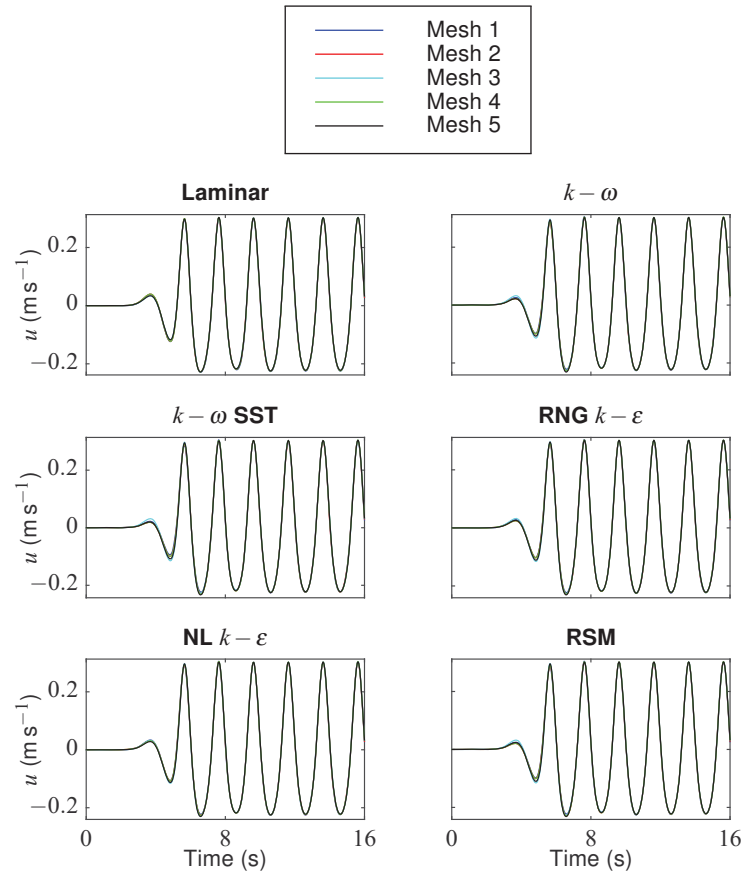 Mesh 1
Mesh 2
Mesh 3
Mesh 4
Mesh 5
Laminar
k − ω
u (m s⁻¹)
0.2
0
−0.2
k − ω SST
RNG k − ε
u (m s⁻¹)
0.2
0
−0.2
NL k − ε
RSM
u (m s⁻¹)
0.2
0
−0.2
0 8 16
0 8 16
Time (s)
Time (s)